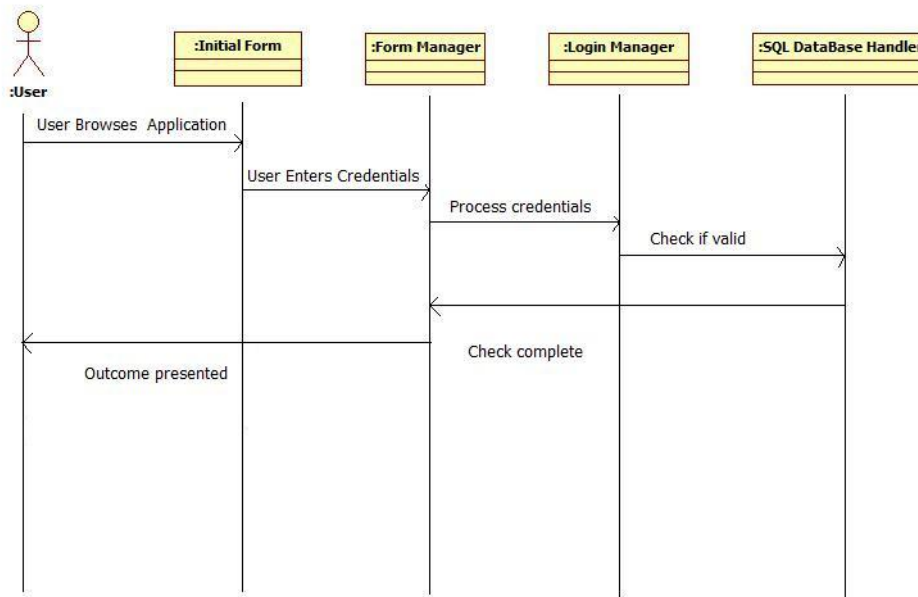 :User
:Initial Form
:Form Manager
:Login Manager
:SQL DataBase Handler
User Browses Application
User Enters Credentials
Process credentials
Check if valid
Check complete
Outcome presented